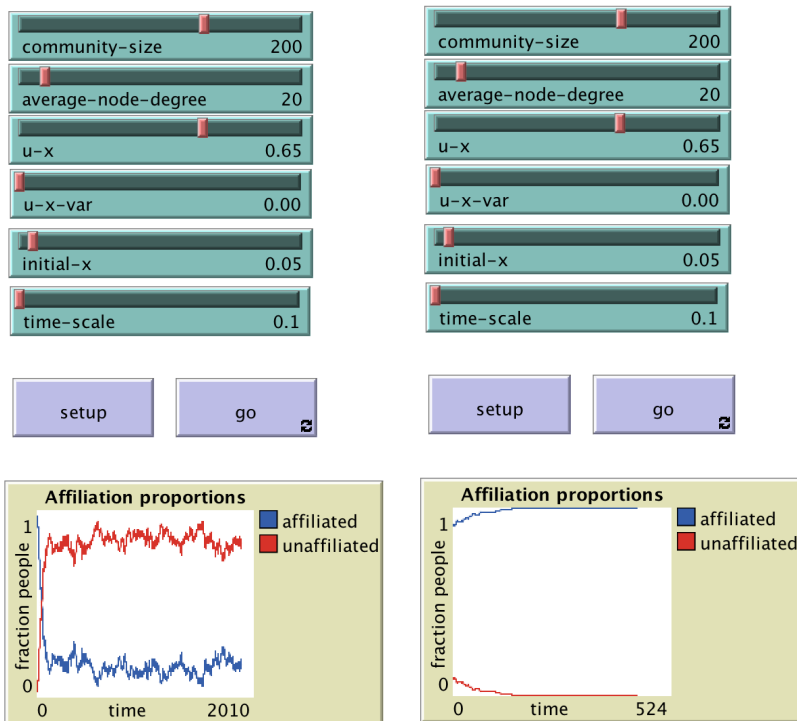 community-size 200
average-node-degree 20
u-x 0.65
u-x-var 0.00
initial-x 0.05
time-scale 0.1
setup go
Affiliation proportions
1
fraction people
0
affiliated
unaffiliated
0 time 2010
community-size 200
average-node-degree 20
u-x 0.65
u-x-var 0.00
initial-x 0.05
time-scale 0.1
setup go
Affiliation proportions
1
fraction people
0
affiliated
unaffiliated
0 time 524